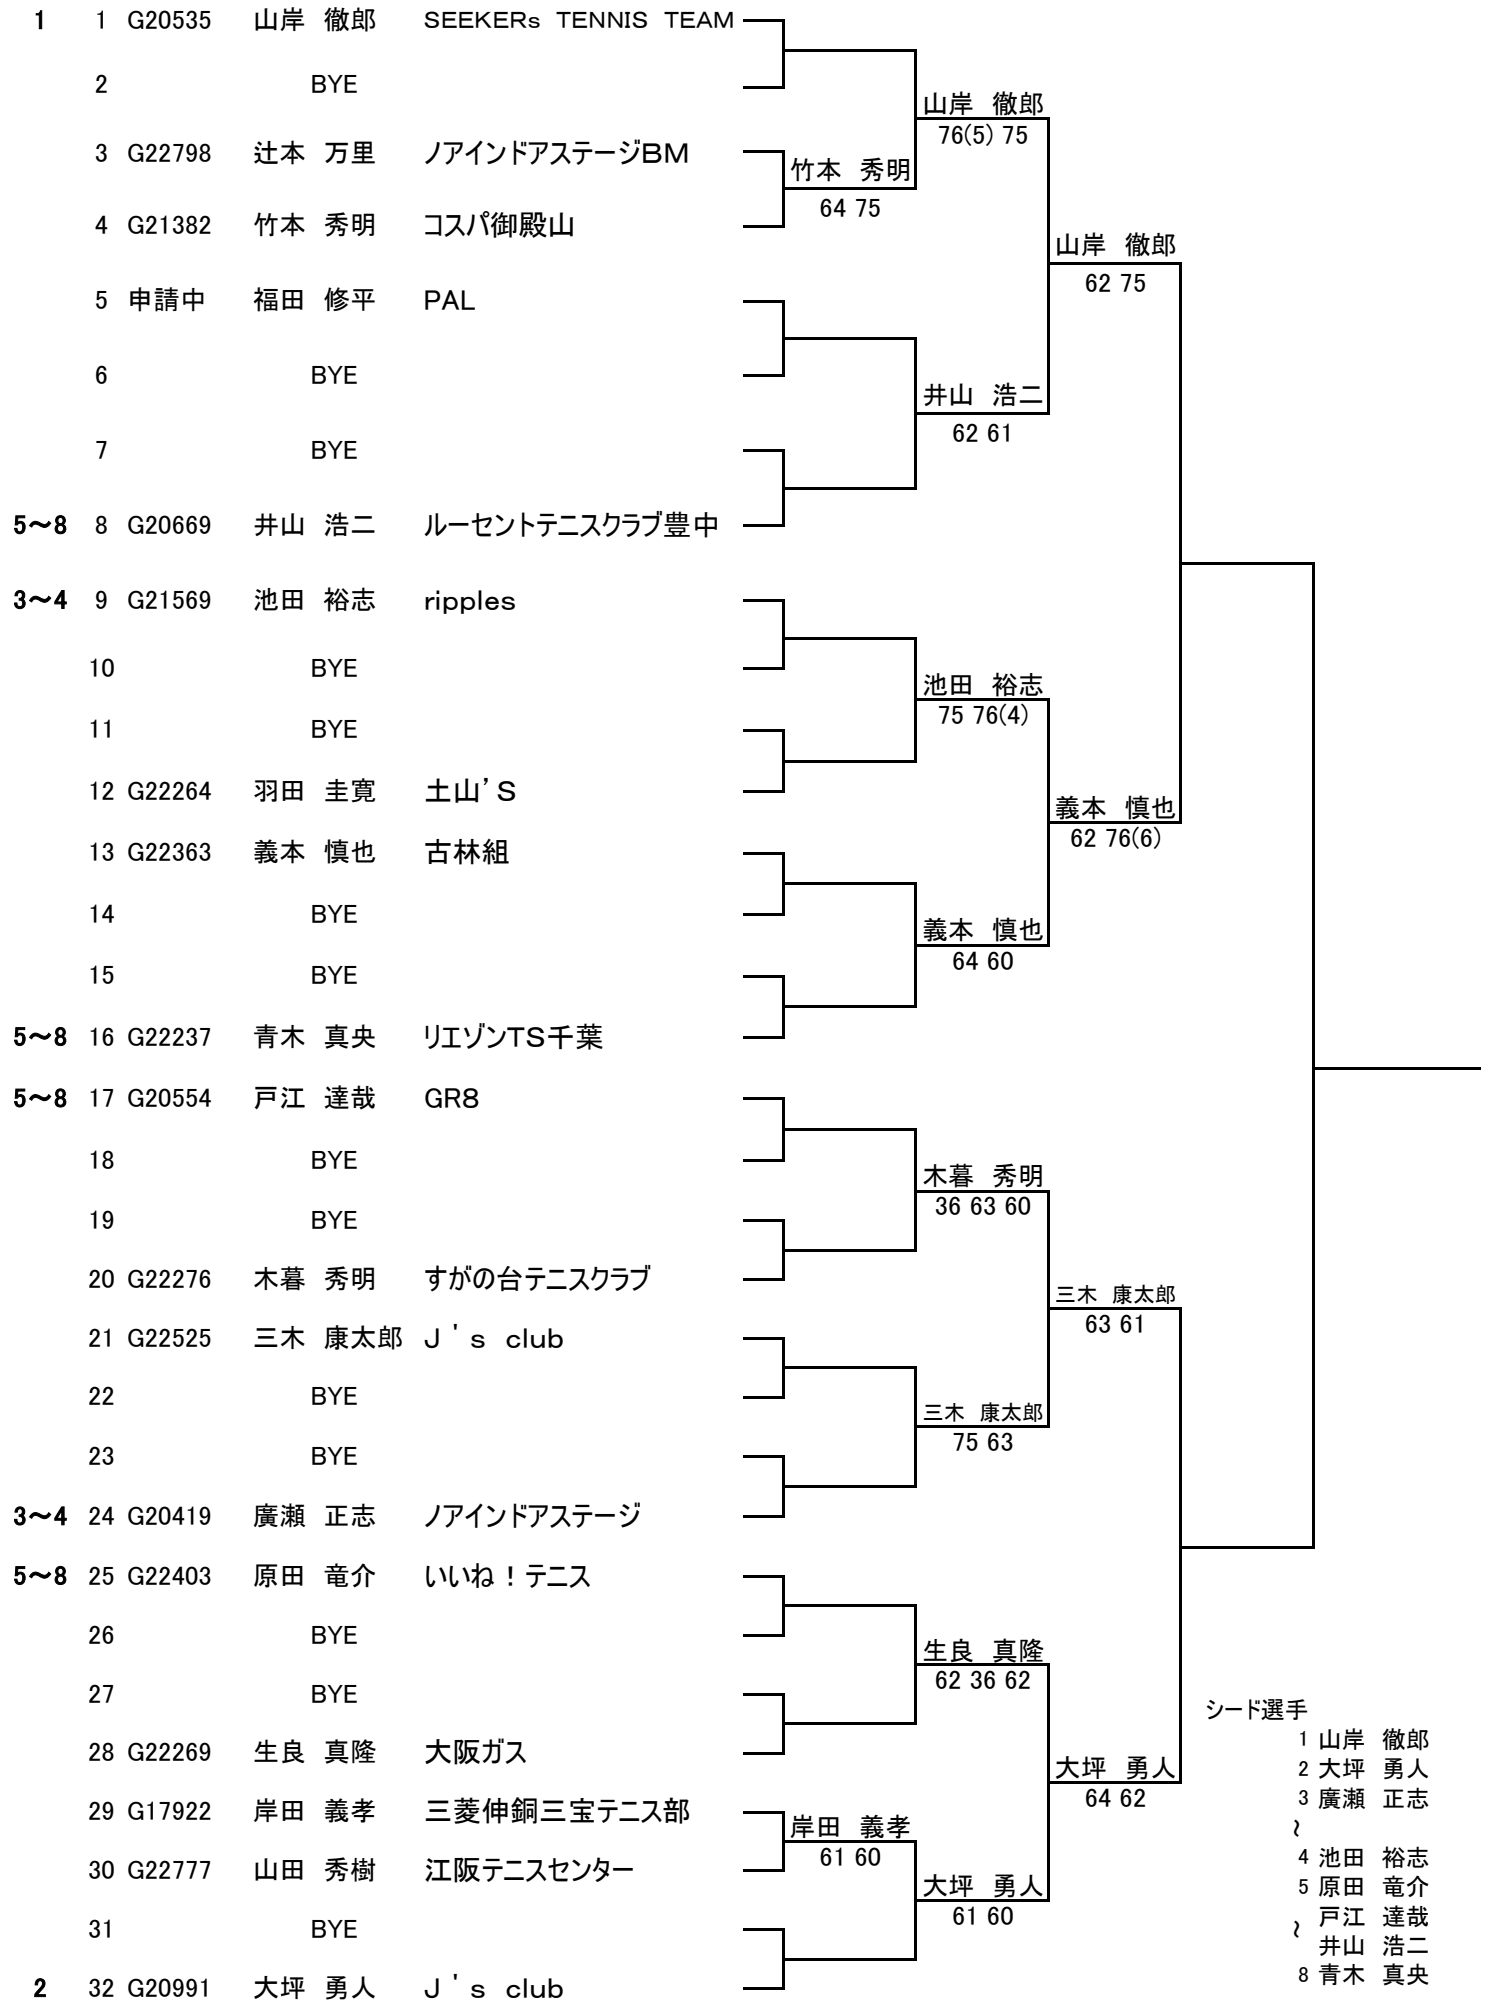 1 1 G20535 山岸 徹郎 SEEKERs TENNIS TEAM
2 BYE
山岸 徹郎
76(5) 75
3 G22798 辻本 万里 ノアインドアステージBM
竹本 秀明
64 75
4 G21382 竹本 秀明 コスパ御殿山
山岸 徹郎
62 75
5 申請中 福田 修平 PAL
6 BYE
井山 浩二
62 61
7 BYE
5～8 8 G20669 井山 浩二 ルーセントテニスクラブ豊中
3～4 9 G21569 池田 裕志 ripples
10 BYE
池田 裕志
75 76(4)
11 BYE
12 G22264 羽田 圭寛 土山'S
義本 慎也
62 76(6)
13 G22363 義本 慎也 古林組
14 BYE
義本 慎也
64 60
15 BYE
5～8 16 G22237 青木 真央 リエゾンTS千葉
5～8 17 G20554 戸江 達哉 GR8
18 BYE
木暮 秀明
36 63 60
19 BYE
20 G22276 木暮 秀明 すがの台テニスクラブ
三木 康太郎
63 61
21 G22525 三木 康太郎 J's club
22 BYE
三木 康太郎
75 63
23 BYE
3～4 24 G20419 廣瀬 正志 ノアインドアステージ
5～8 25 G22403 原田 竜介 いいね！テニス
26 BYE
生良 真隆
62 36 62
27 BYE
28 G22269 生良 真隆 大阪ガス
大坪 勇人
64 62
29 G17922 岸田 義孝 三菱伸銅三宝テニス部
岸田 義孝
61 60
30 G22777 山田 秀樹 江阪テニスセンター
大坪 勇人
61 60
31 BYE
2 32 G20991 大坪 勇人 J's club
シード選手
1 山岸 徹郎
2 大坪 勇人
3 廣瀬 正志
～
4 池田 裕志
5 原田 竜介
戸江 達哉
～
井山 浩二
8 青木 真央